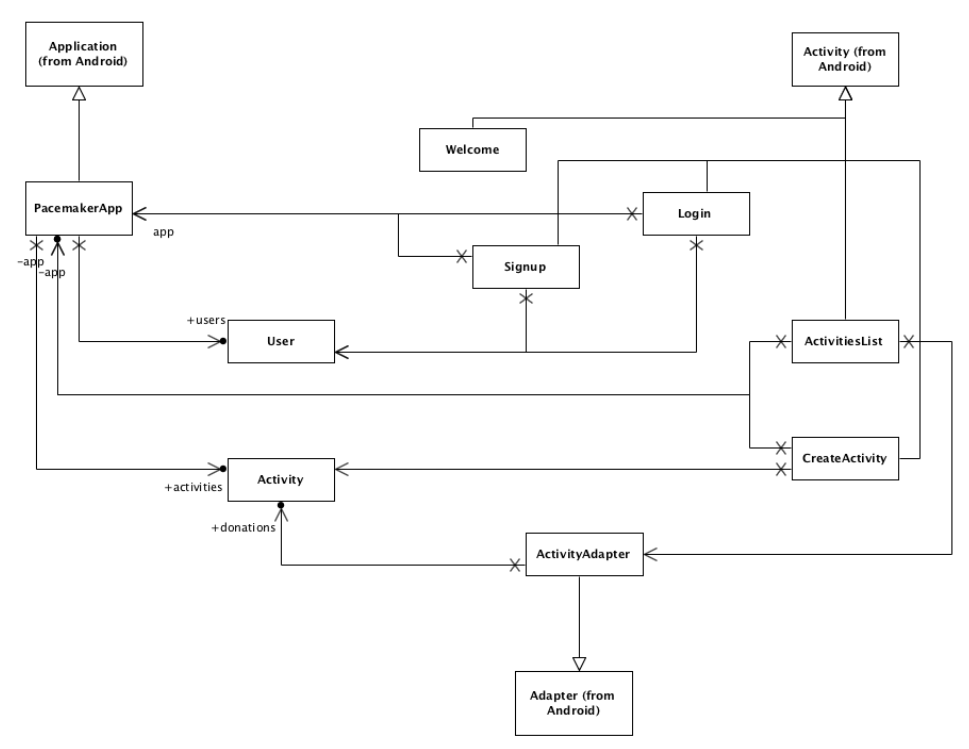 Application
(from Android)
Activity (from
Android)
Welcome
PacemakerApp
Login
app
-app
-app
Signup
+users
User
ActivitiesList
CreateActivity
Activity
+activities
+donations
ActivityAdapter
Adapter (from
Android)